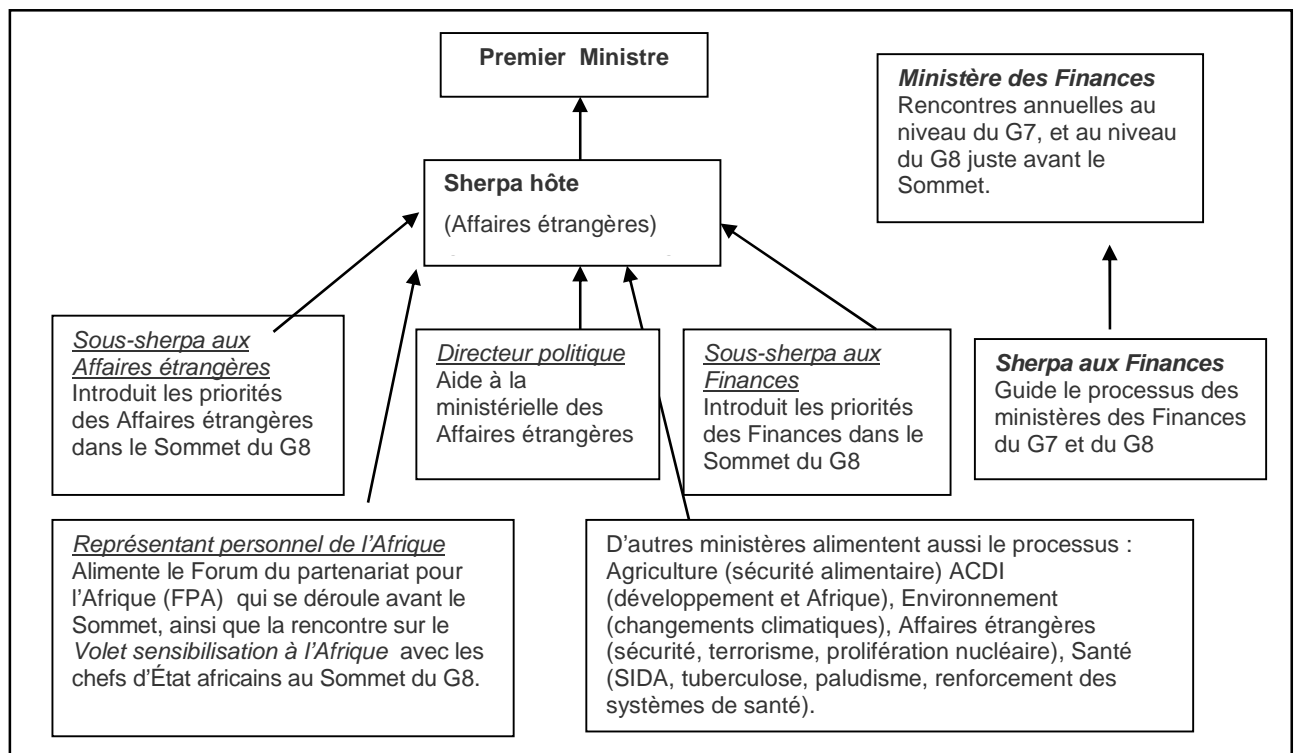 Premier Ministre
Ministère des Finances
Rencontres annuelles au
niveau du G7, et au niveau
du G8 juste avant le
Sommet.
Sherpa hôte
(Affaires étrangères)
Sous-sherpa aux
Affaires étrangères
Introduit les priorités
des Affaires étrangères
dans le Sommet du G8
Directeur politique
Aide à la
ministérielle des
Affaires étrangères
Sous-sherpa aux
Finances
Introduit les priorités
des Finances dans le
Sommet du G8
Sherpa aux Finances
Guide le processus des
ministères des Finances
du G7 et du G8
Représentant personnel de l'Afrique
Alimente le Forum du partenariat pour
l'Afrique (FPA) qui se déroule avant le
Sommet, ainsi que la rencontre sur le
Volet sensibilisation à l'Afrique avec les
chefs d'État africains au Sommet du G8.
D'autres ministères alimentent aussi le processus :
Agriculture (sécurité alimentaire) ACDI
(développement et Afrique), Environnement
(changements climatiques), Affaires étrangères
(sécurité, terrorisme, prolifération nucléaire), Santé
(SIDA, tuberculose, paludisme, renforcement des
systèmes de santé).